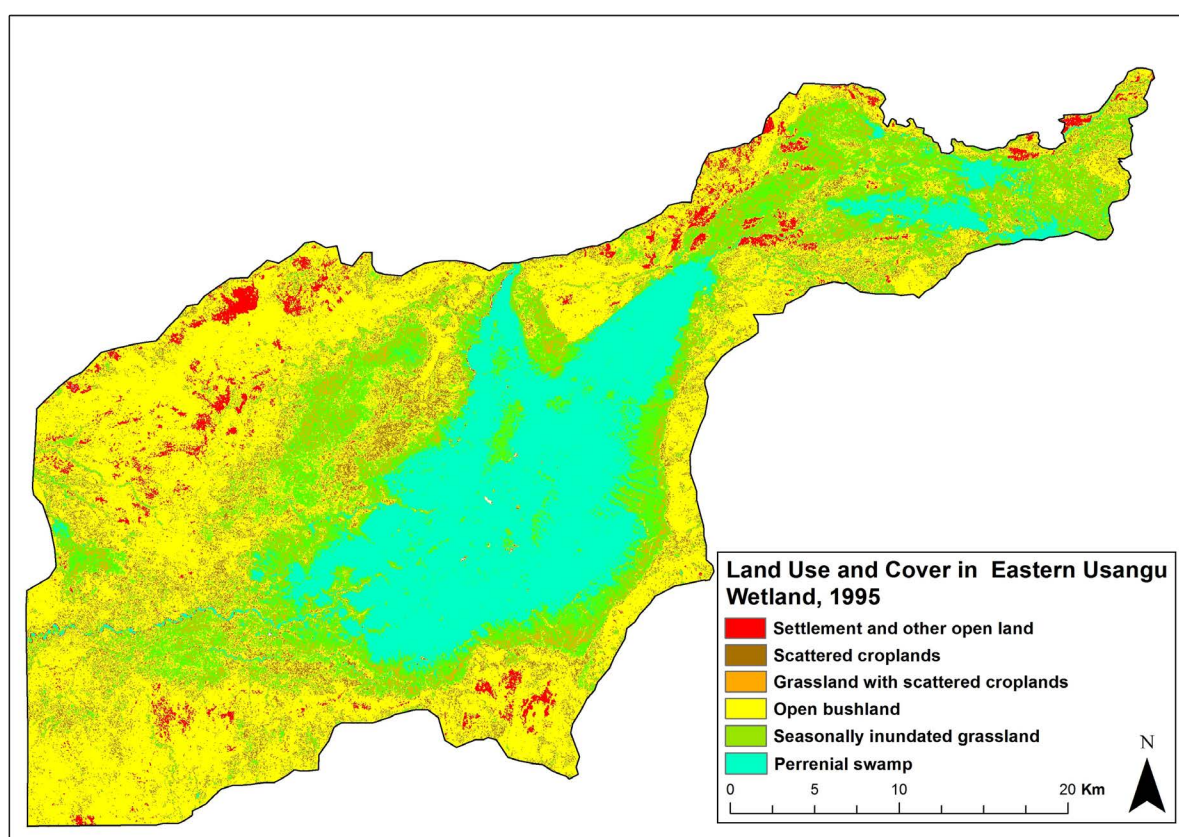 Land Use and Cover in Eastern Usangu
Wetland, 1995
Settlement and other open land
Scattered croplands
Grassland with scattered croplands
Open bushland
Seasonally inundated grassland
Perrenial swamp
N
0 5 10 20 Km